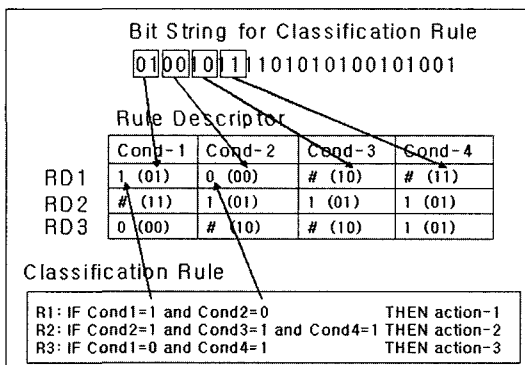 Bit String for Classification Rule
010010111101010100101001
Rule Descriptor
Cond-1 Cond-2 Cond-3 Cond-4
RD1 1 (01) 0 (00) # (10) # (11)
RD2 # (11) 1 (01) 1 (01) 1 (01)
RD3 0 (00) # (10) # (10) 1 (01)
Classification Rule
R1: IF Cond1=1 and Cond2=0 THEN action-1
R2: IF Cond2=1 and Cond3=1 and Cond4=1 THEN action-2
R3: IF Cond1=0 and Cond4=1 THEN action-3